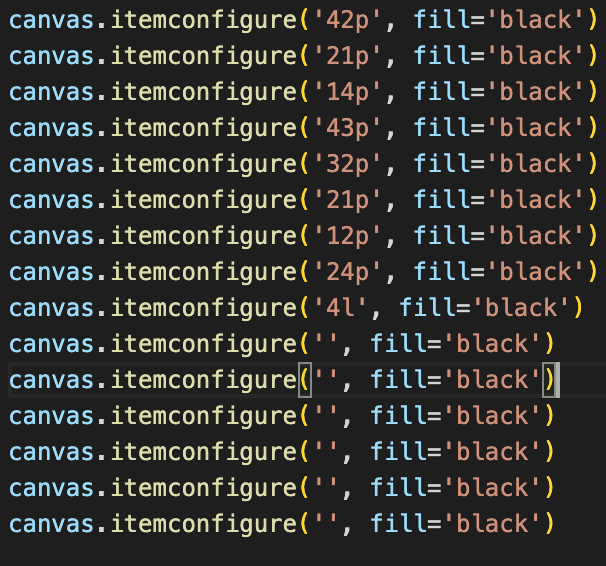 canvas.itemconfigure('42p', fill='black')
canvas.itemconfigure('21p', fill='black')
canvas.itemconfigure('14p', fill='black')
canvas.itemconfigure('43p', fill='black')
canvas.itemconfigure('32p', fill='black')
canvas.itemconfigure('21p', fill='black')
canvas.itemconfigure('12p', fill='black')
canvas.itemconfigure('24p', fill='black')
canvas.itemconfigure('4l', fill='black')
canvas.itemconfigure('', fill='black')
canvas.itemconfigure('', fill='black')
canvas.itemconfigure('', fill='black')
canvas.itemconfigure('', fill='black')
canvas.itemconfigure('', fill='black')
canvas.itemconfigure('', fill='black')